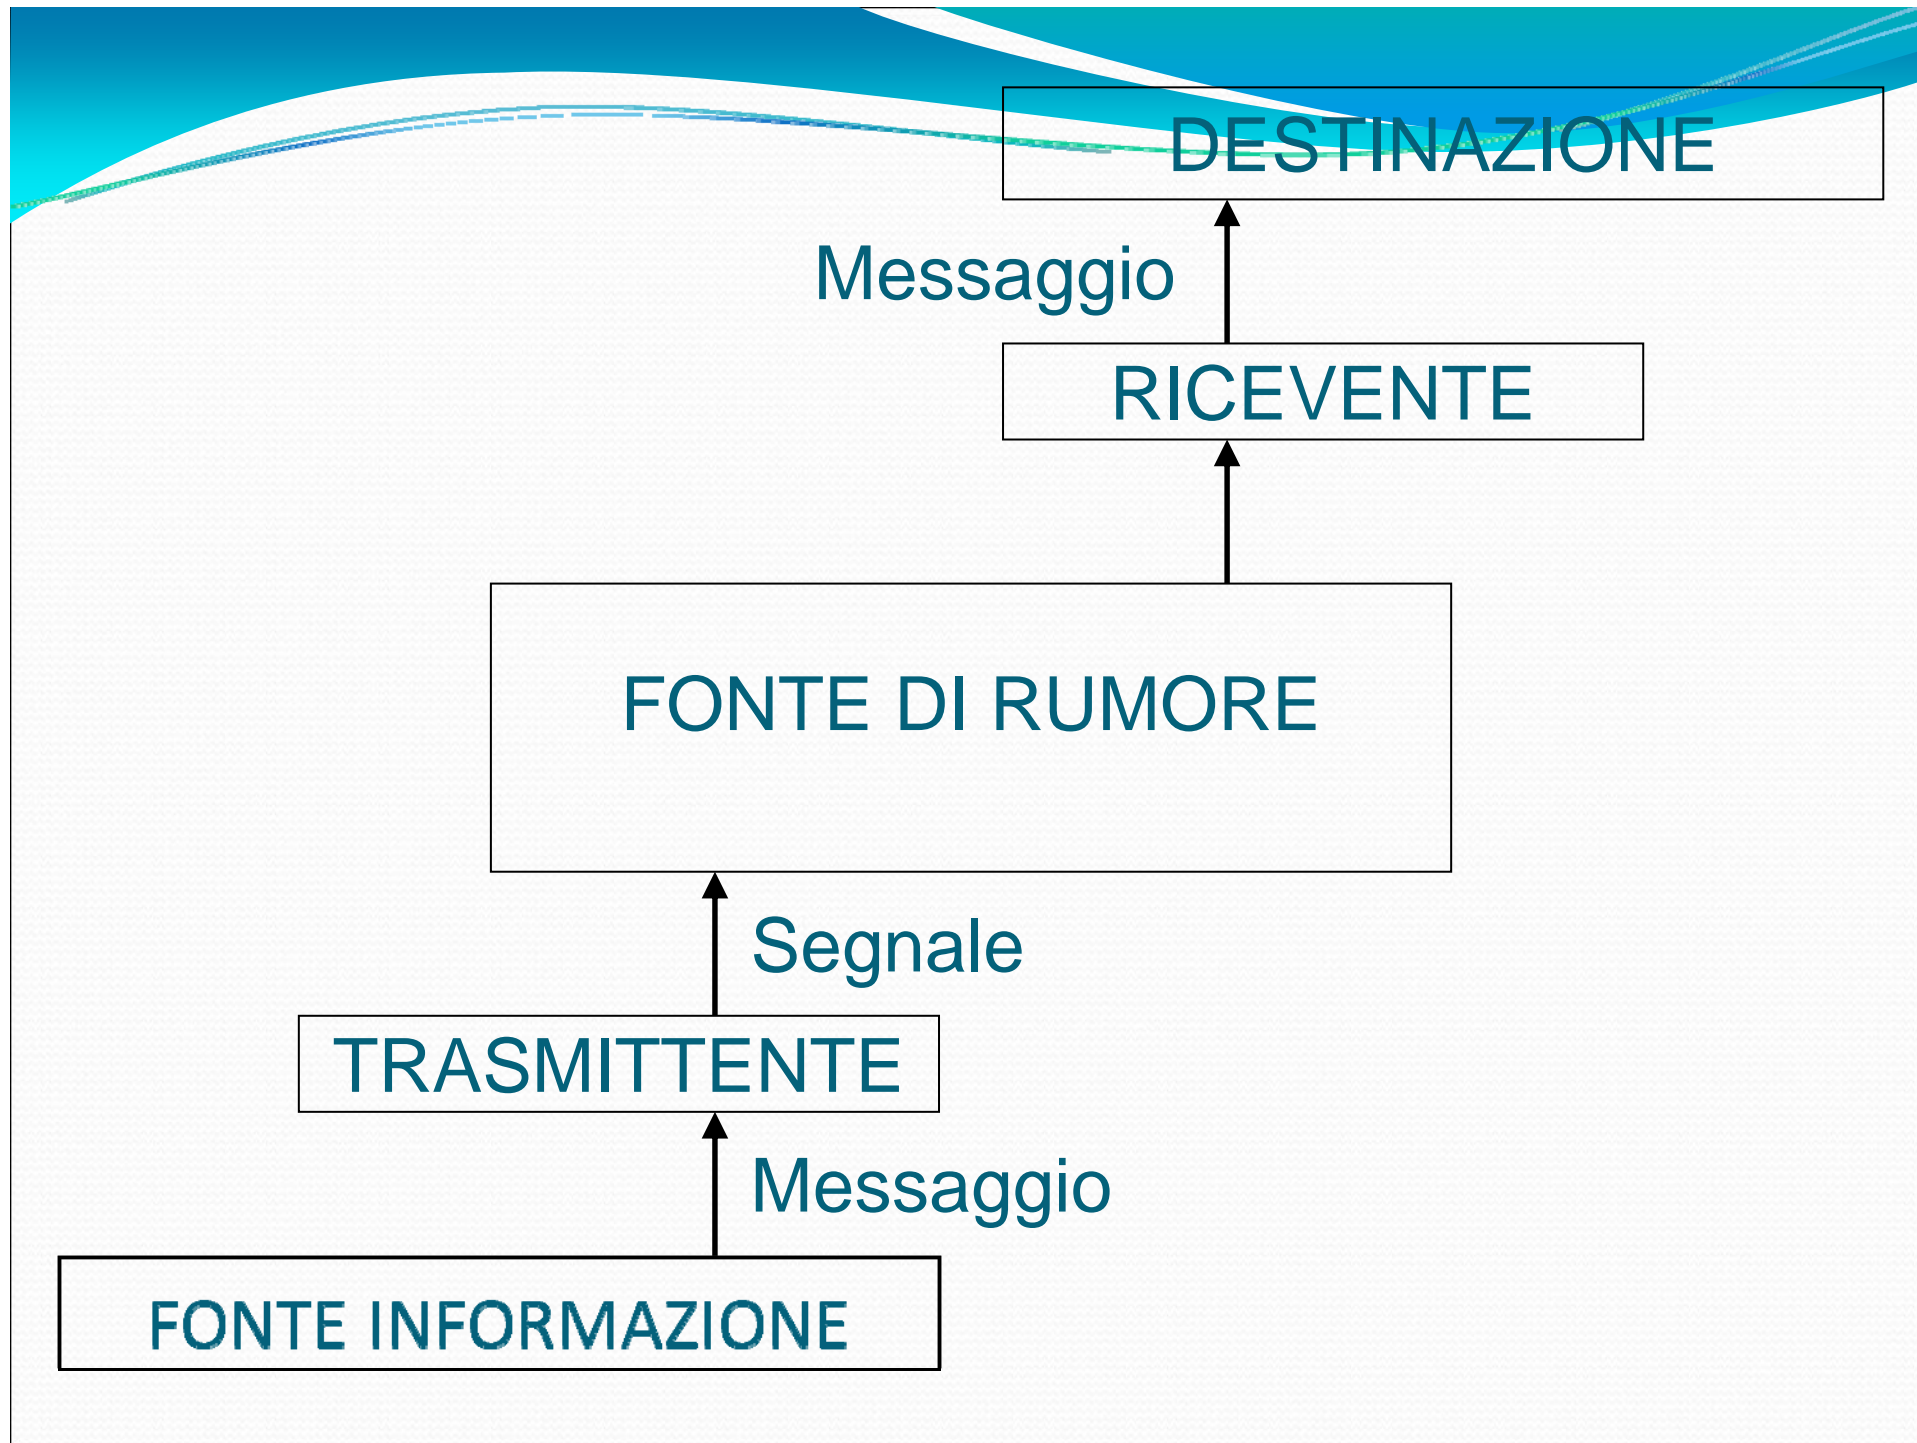 DESTINAZIONE
Messaggio
RICEVENTE
FONTE DI RUMORE
Segnale
TRASMITTENTE
Messaggio
FONTE INFORMAZIONE